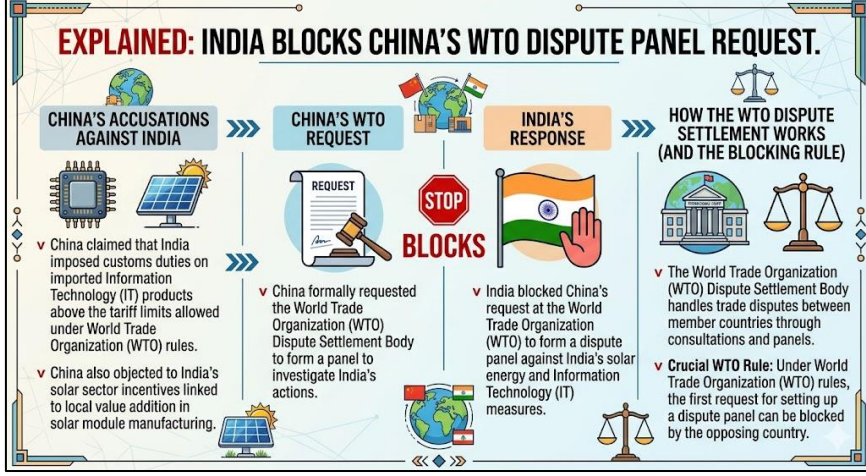 EXPLAINED: INDIA BLOCKS CHINA'S WTO DISPUTE PANEL REQUEST.
CHINA'S ACCUSATIONS
AGAINST INDIA
v China claimed that India
imposed customs duties on
imported Information
Technology (IT) products
above the tariff limits allowed
under World Trade
Organization (WTO) rules.
v China also objected to India's
solar sector incentives linked
to local value addition in
solar module manufacturing.
CHINA'S WTO
REQUEST
REQUEST
v China formally requested
the World Trade
Organization (WTO)
Dispute Settlement Body
to form a panel to
investigate India's
actions.
STOP
BLOCKS
INDIA'S
RESPONSE
v India blocked China's
request at the World
Trade Organization
(WTO) to form a dispute
panel against India's solar
energy and Information
Technology (IT)
measures.
HOW THE WTO DISPUTE
SETTLEMENT WORKS
(AND THE BLOCKING RULE)
v The World Trade Organization
(WTO) Dispute Settlement Body
handles trade disputes between
member countries through
consultations and panels.
v Crucial WTO Rule: Under World
Trade Organization (WTO) rules,
the first request for setting up
a dispute panel can be blocked
by the opposing country.